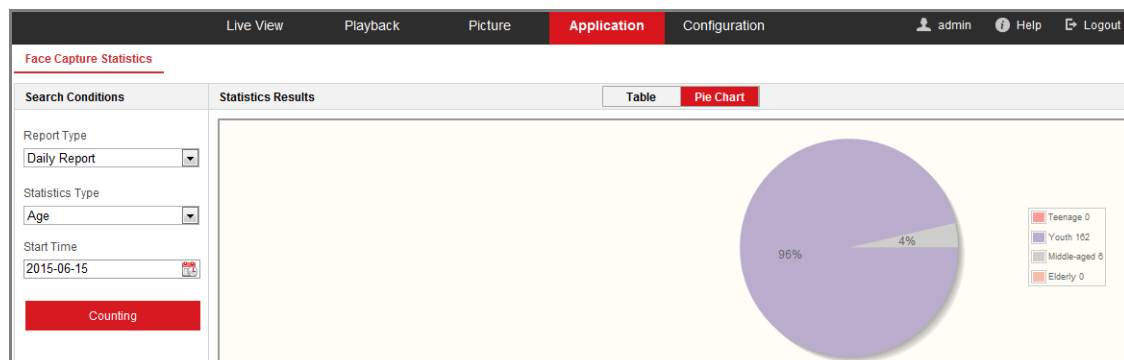 Live View Playback Picture Application Configuration admin Help Logout
Face Capture Statistics
Search Conditions Statistics Results Table Pie Chart
Report Type
Daily Report
Statistics Type
Age
Start Time
2015-06-15
Counting
96%
4%
Teenage 0
Youth 162
Middle-aged 6
Elderly 0